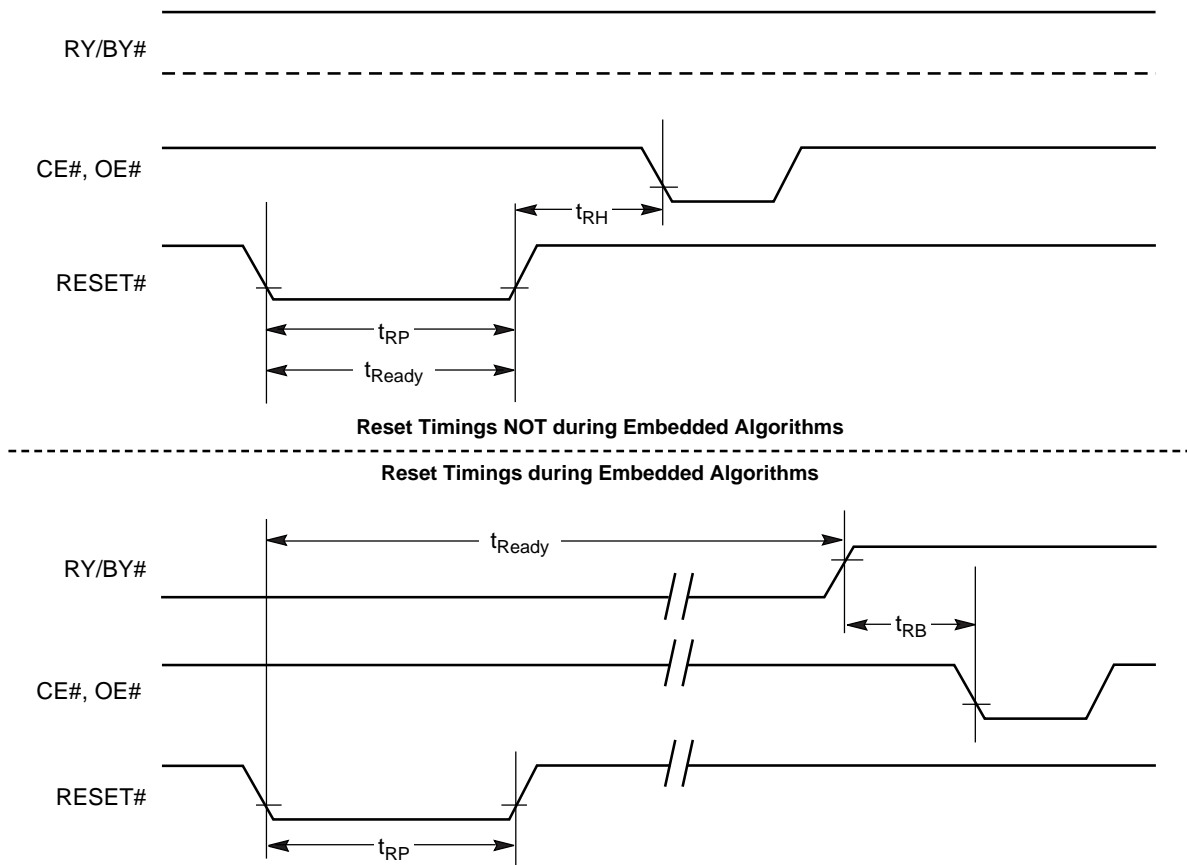 RY/BY#
CE#, OE#
tRH
RESET#
tRP
tReady
Reset Timings NOT during Embedded Algorithms
Reset Timings during Embedded Algorithms
tReady
RY/BY#
tRB
CE#, OE#
RESET#
tRP